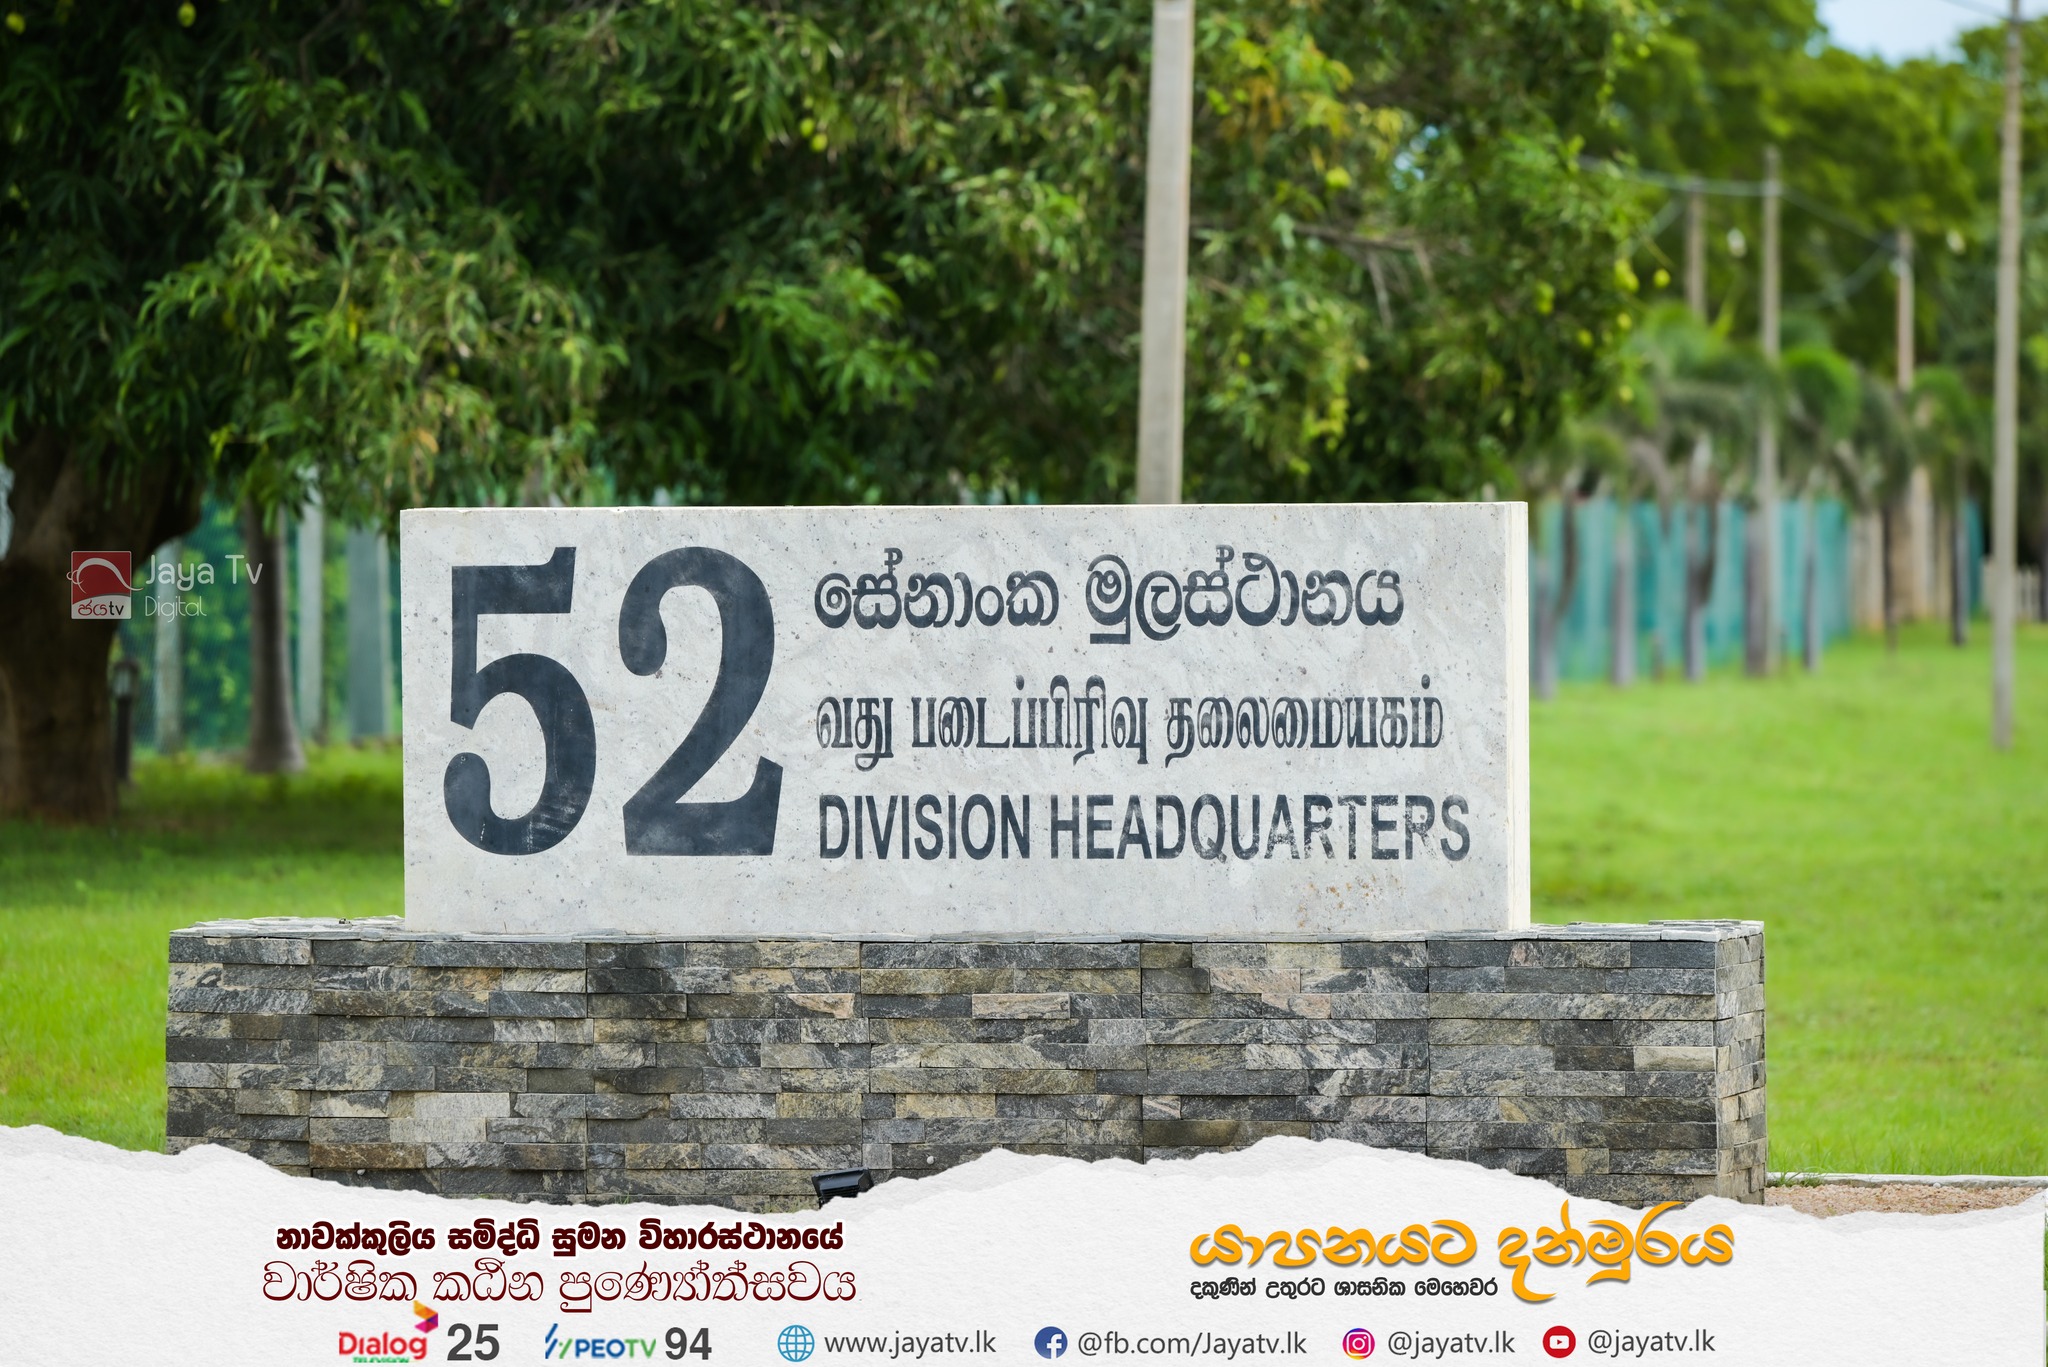 Jaya Tv
Digital
ජයtv
52
සේනාංක මූලස්ථානය
வது படைப்பிரிவு தலைமையகம்
DIVISION HEADQUARTERS
නාවක්කුලිය සමිද්ධි සුමන විහාරස්ථානයේ
වාර්ෂික කඨින පුණ්‍යෝත්සවය
යාපනයට දන්මුරය
දකුණින් උතුරට ශාසනික මෙහෙවර
Dialog 25
TELEVISION
PEOTV 94
www.jayatv.lk
@fb.com/Jayatv.lk
@jayatv.lk
@jayatv.lk